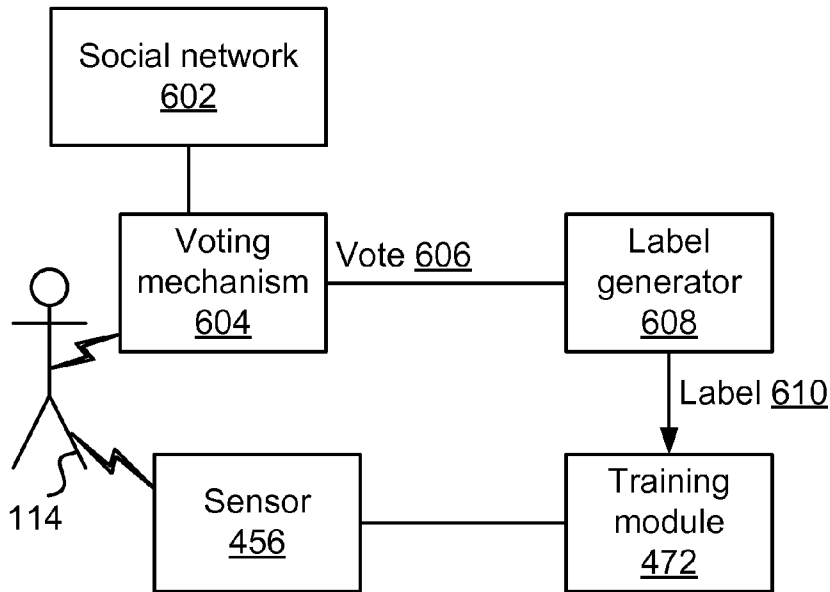 Social network
602
Voting
mechanism
604
Vote 606
Label
generator
608
Label 610
114
Sensor
456
Training
module
472